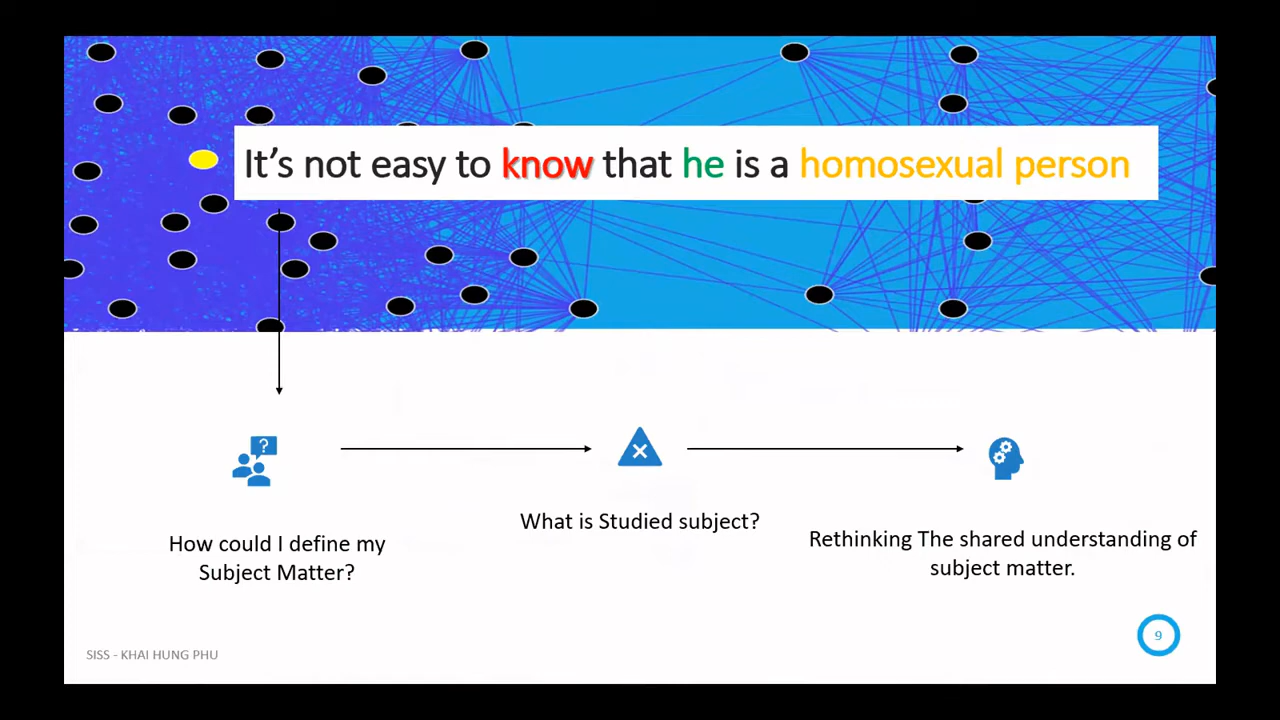 It’s not easy to know that he is a homosexual person
?
How could I define my
Subject Matter?
What is Studied subject?
Rethinking The shared understanding of
subject matter.
SISS - KHAI HUNG PHU
9